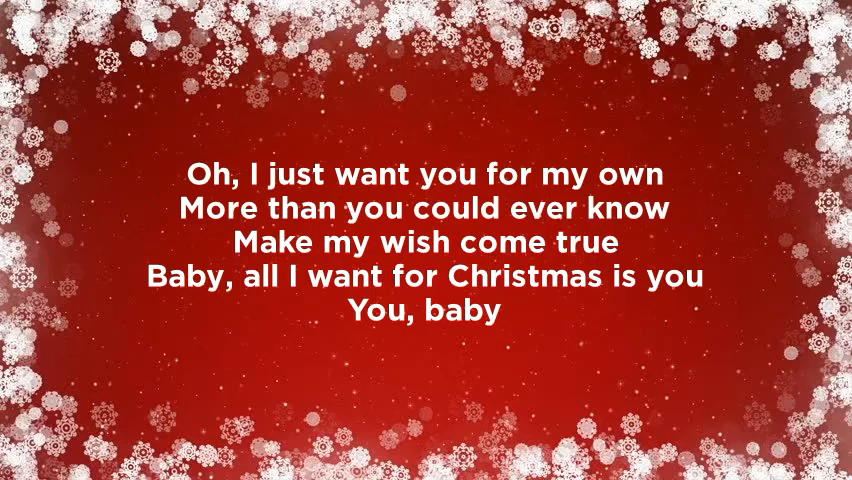 Oh, I just want you for my own
More than you could ever know
Make my wish come true
Baby, all I want for Christmas is you
You, baby